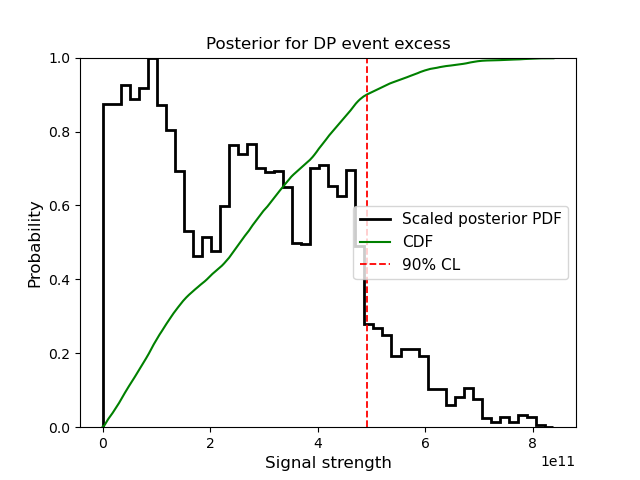 Posterior for DP event excess
Probability
1.0
0.8
0.6
0.4
0.2
0.0
Scaled posterior PDF
CDF
90% CL
0
2
4
6
8
1e11
Signal strength